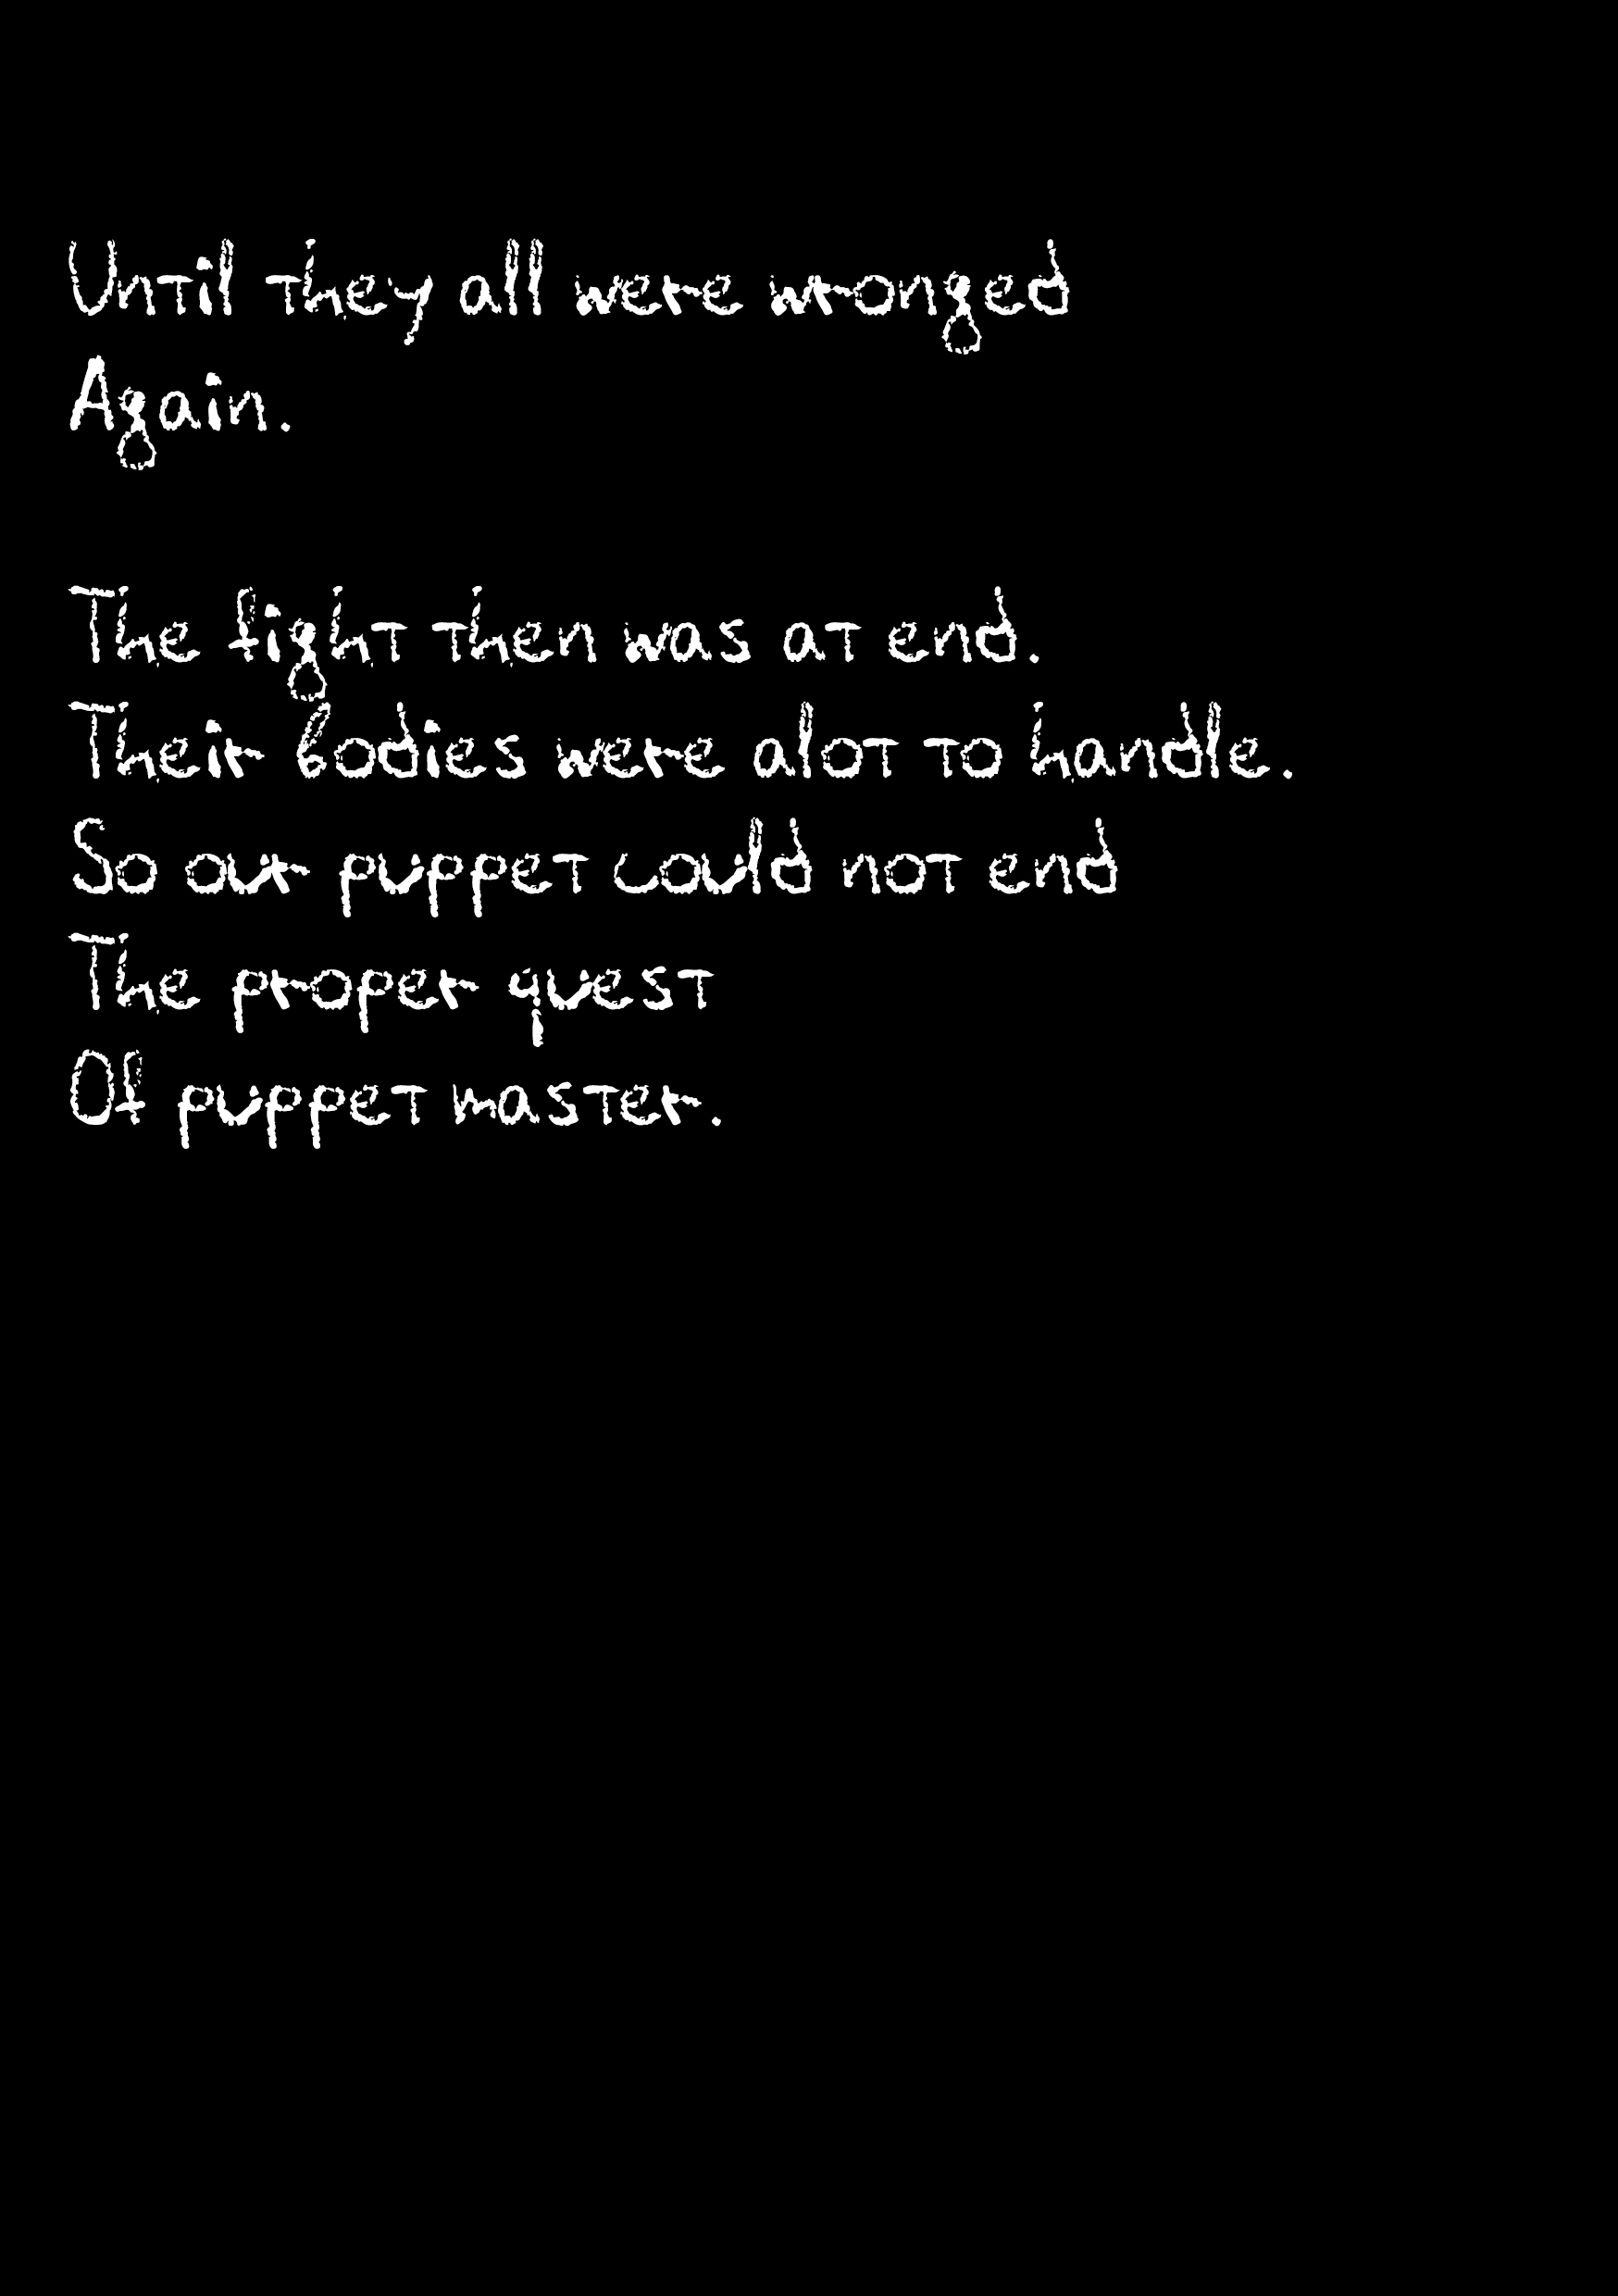 Until they all were wronged
Again.
The fight then was at end.
Their bodies were alot to handle.
So our puppet could not end
The proper quest
Of puppet master.